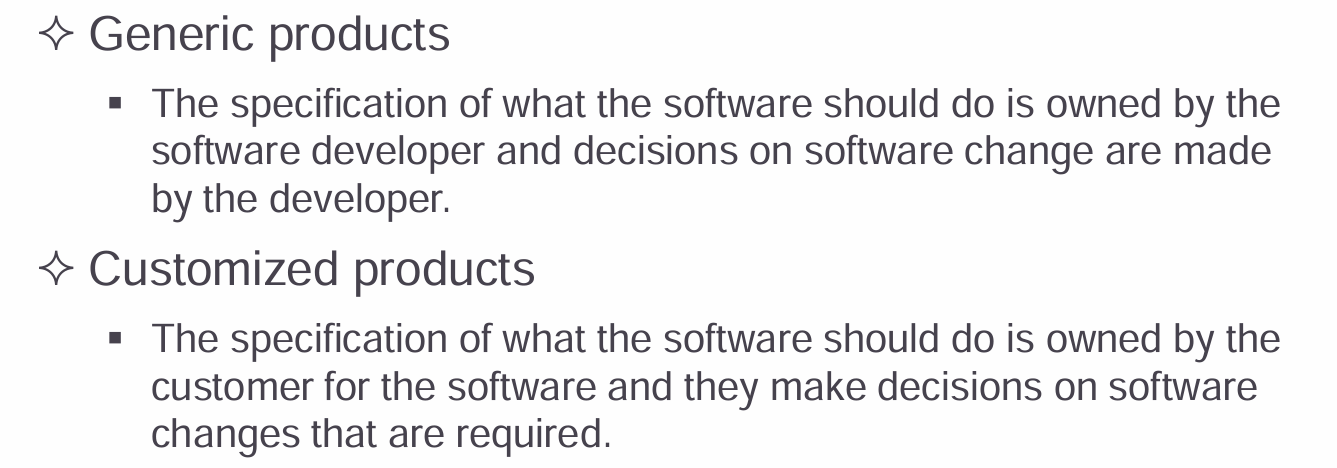 ✧ Generic products
▪ The specification of what the software should do is owned by the
software developer and decisions on software change are made
by the developer.
✧ Customized products
▪ The specification of what the software should do is owned by the
customer for the software and they make decisions on software
changes that are required.